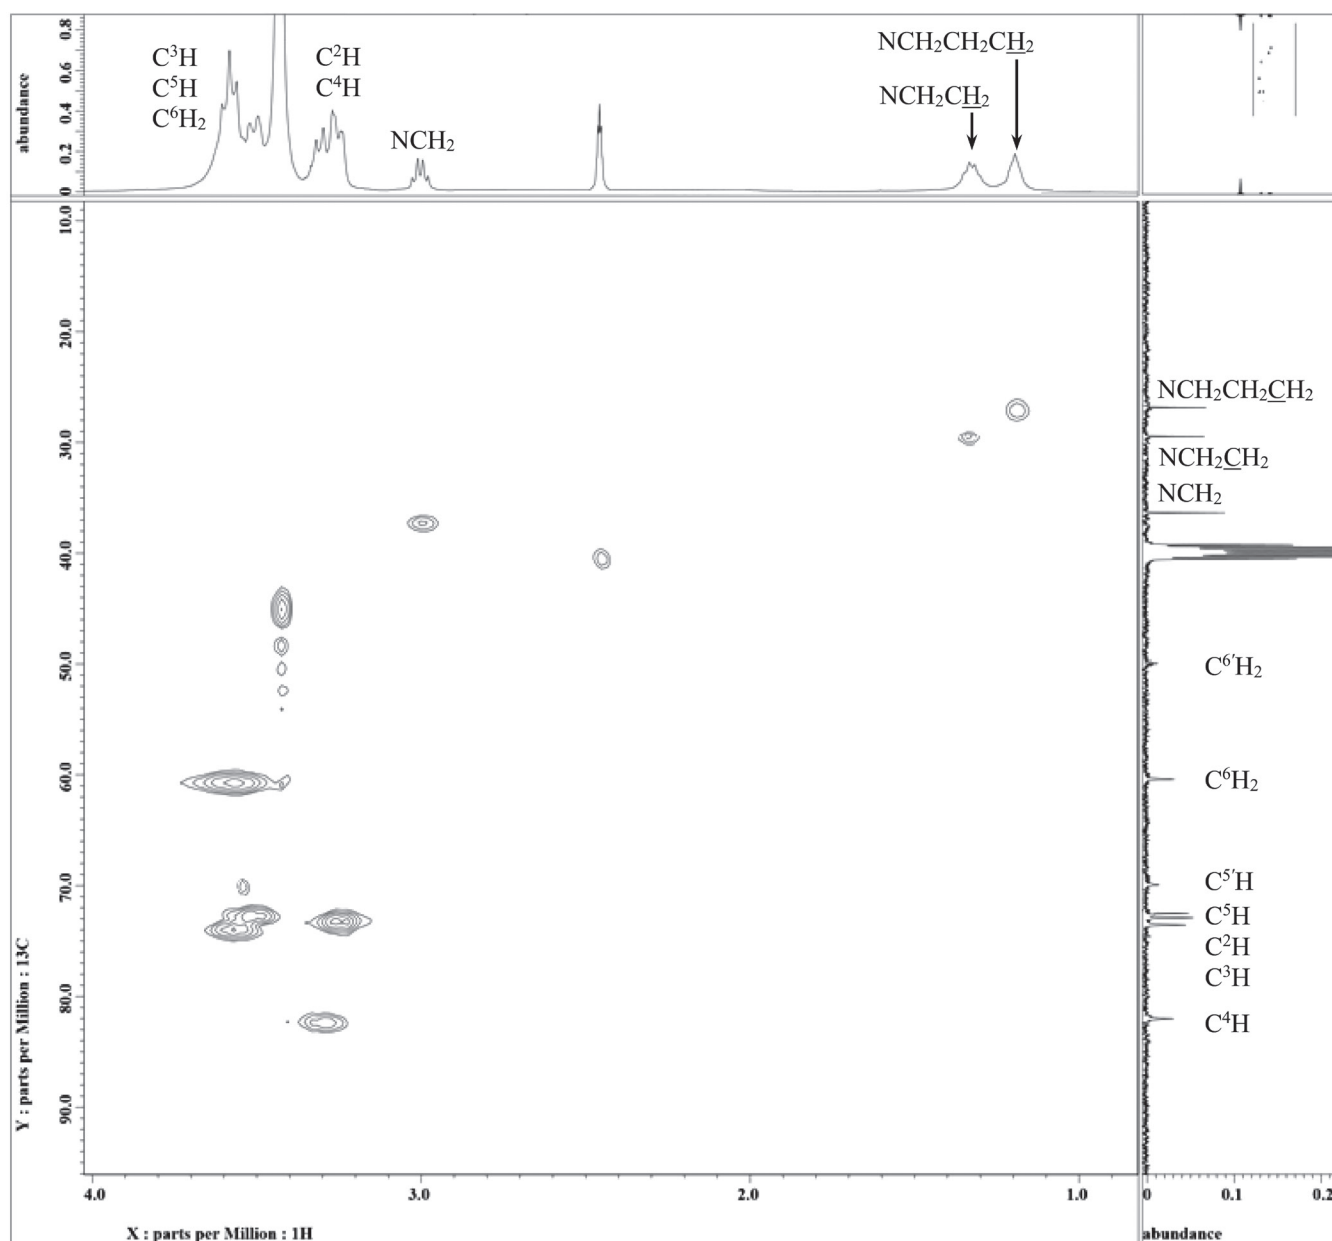 abundance
0.8
0.6
0.4
0.2
0
C³H
C⁵H
C⁶H₂
C²H
C⁴H
NCH₂
NCH₂CH₂CH₂
NCH₂CH₂
10.0
20.0
30.0
40.0
50.0
60.0
70.0
80.0
90.0
Y : parts per Million : 13C
NCH₂CH₂CH₂
NCH₂CH₂
NCH₂
C⁶′H₂
C⁶H₂
C⁵′H
C⁵H
C²H
C³H
C⁴H
4.0 3.0 2.0 1.0
0 0.1 0.2
X : parts per Million : 1H
abundance